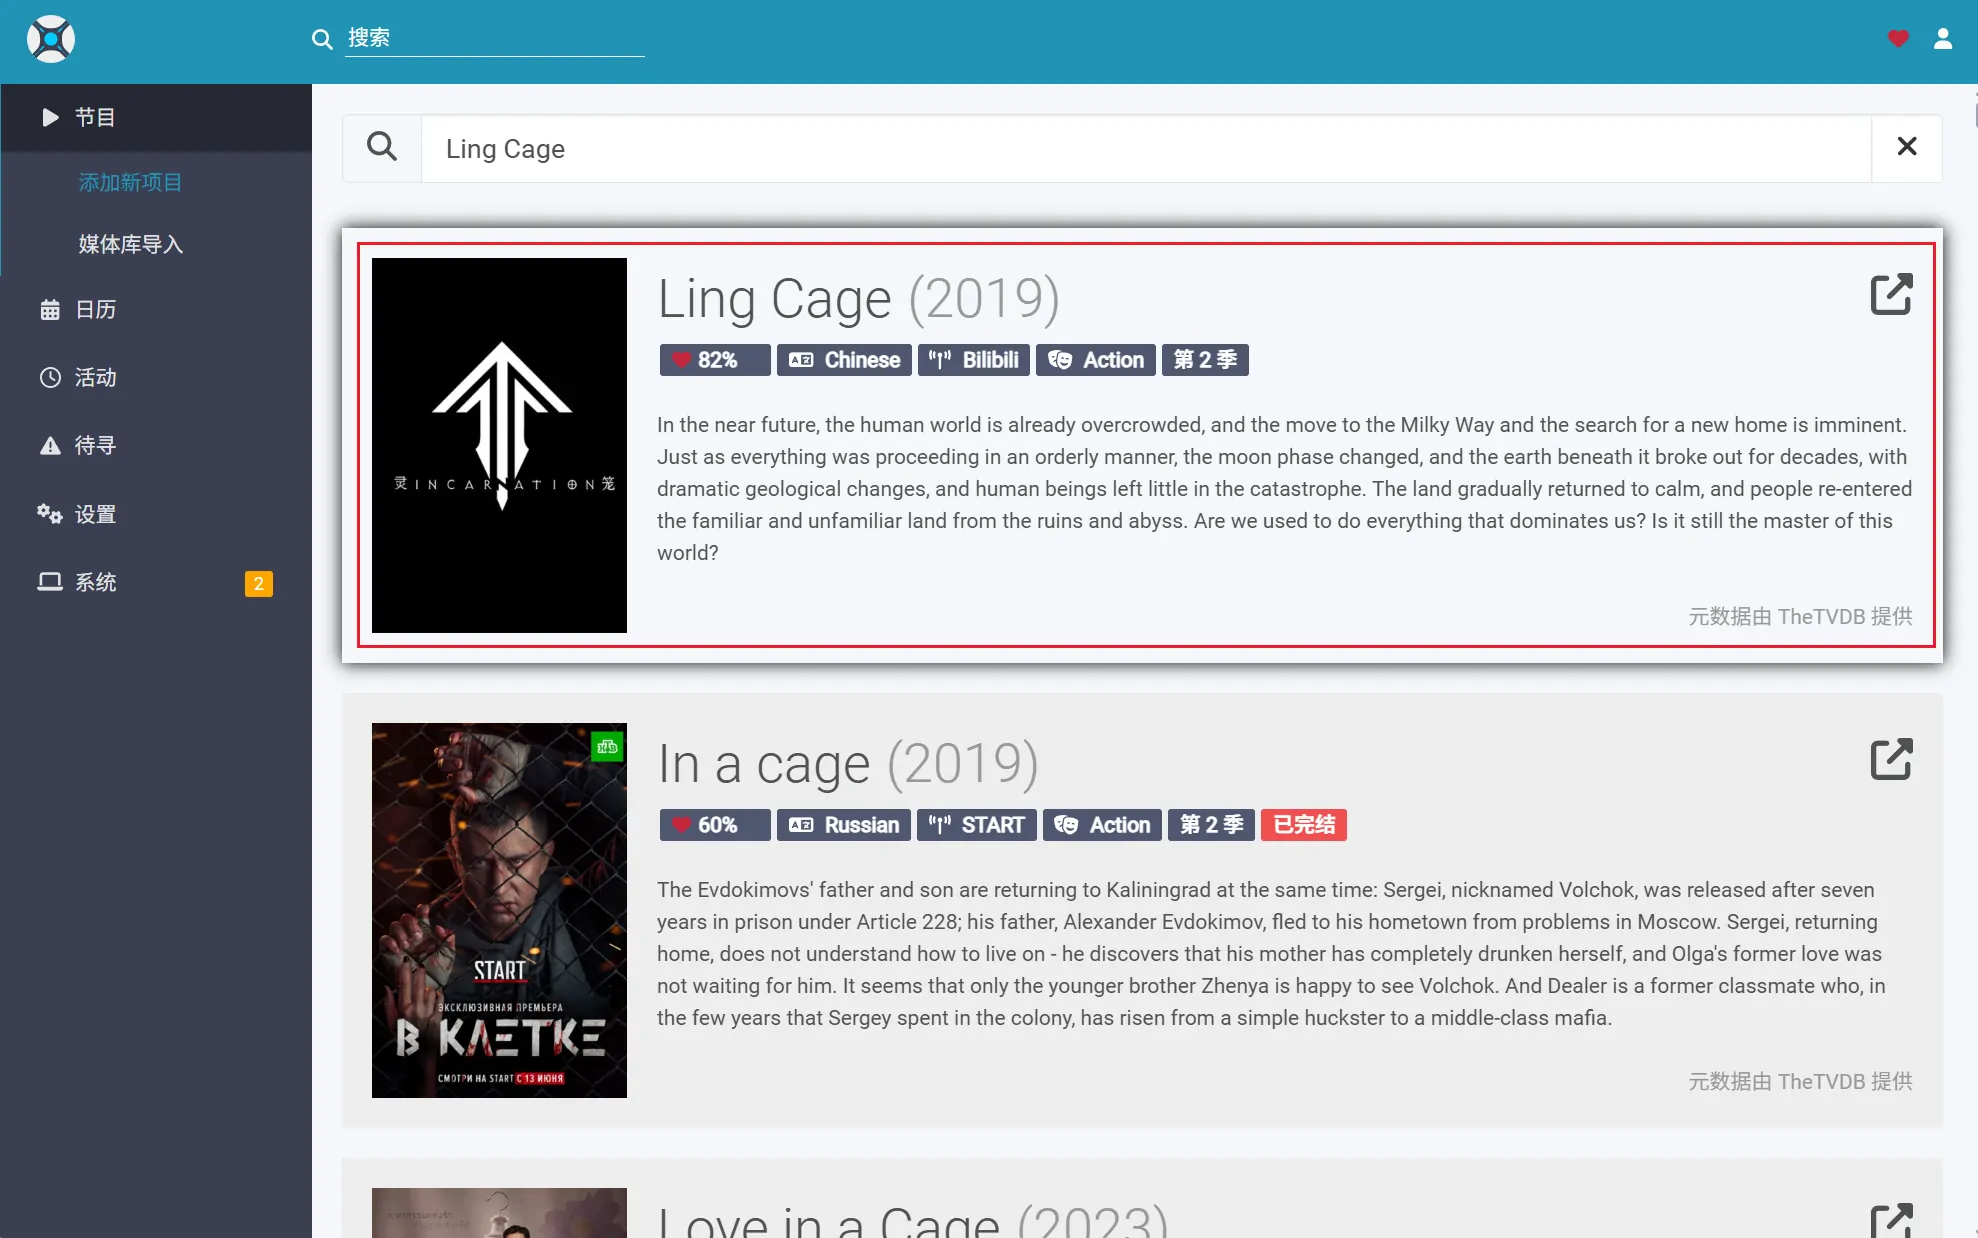 搜索
节目
添加新项目
媒体库导入
日历
活动
待寻
设置
系统
2
Ling Cage
灵INCARNATION笼
Ling Cage (2019)
82% Chinese Bilibili Action 第 2 季
In the near future, the human world is already overcrowded, and the move to the Milky Way and the search for a new home is imminent.
Just as everything was proceeding in an orderly manner, the moon phase changed, and the earth beneath it broke out for decades, with
dramatic geological changes, and human beings left little in the catastrophe. The land gradually returned to calm, and people re-entered
the familiar and unfamiliar land from the ruins and abyss. Are we used to do everything that dominates us? Is it still the master of this
world?
元数据由 TheTVDB 提供
НТВ
START
ЭКСКЛЮЗИВНАЯ ПРЕМЬЕРА
В КЛЕТКЕ
СМОТРИ НА START С 13 ИЮНЯ
In a cage (2019)
60% Russian START Action 第 2 季 已完结
The Evdokimovs' father and son are returning to Kaliningrad at the same time: Sergei, nicknamed Volchok, was released after seven
years in prison under Article 228; his father, Alexander Evdokimov, fled to his hometown from problems in Moscow. Sergei, returning
home, does not understand how to live on - he discovers that his mother has completely drunken herself, and Olga's former love was
not waiting for him. It seems that only the younger brother Zhenya is happy to see Volchok. And Dealer is a former classmate who, in
the few years that Sergey spent in the colony, has risen from a simple huckster to a middle-class mafia.
元数据由 TheTVDB 提供
Love in a Cage (2023)